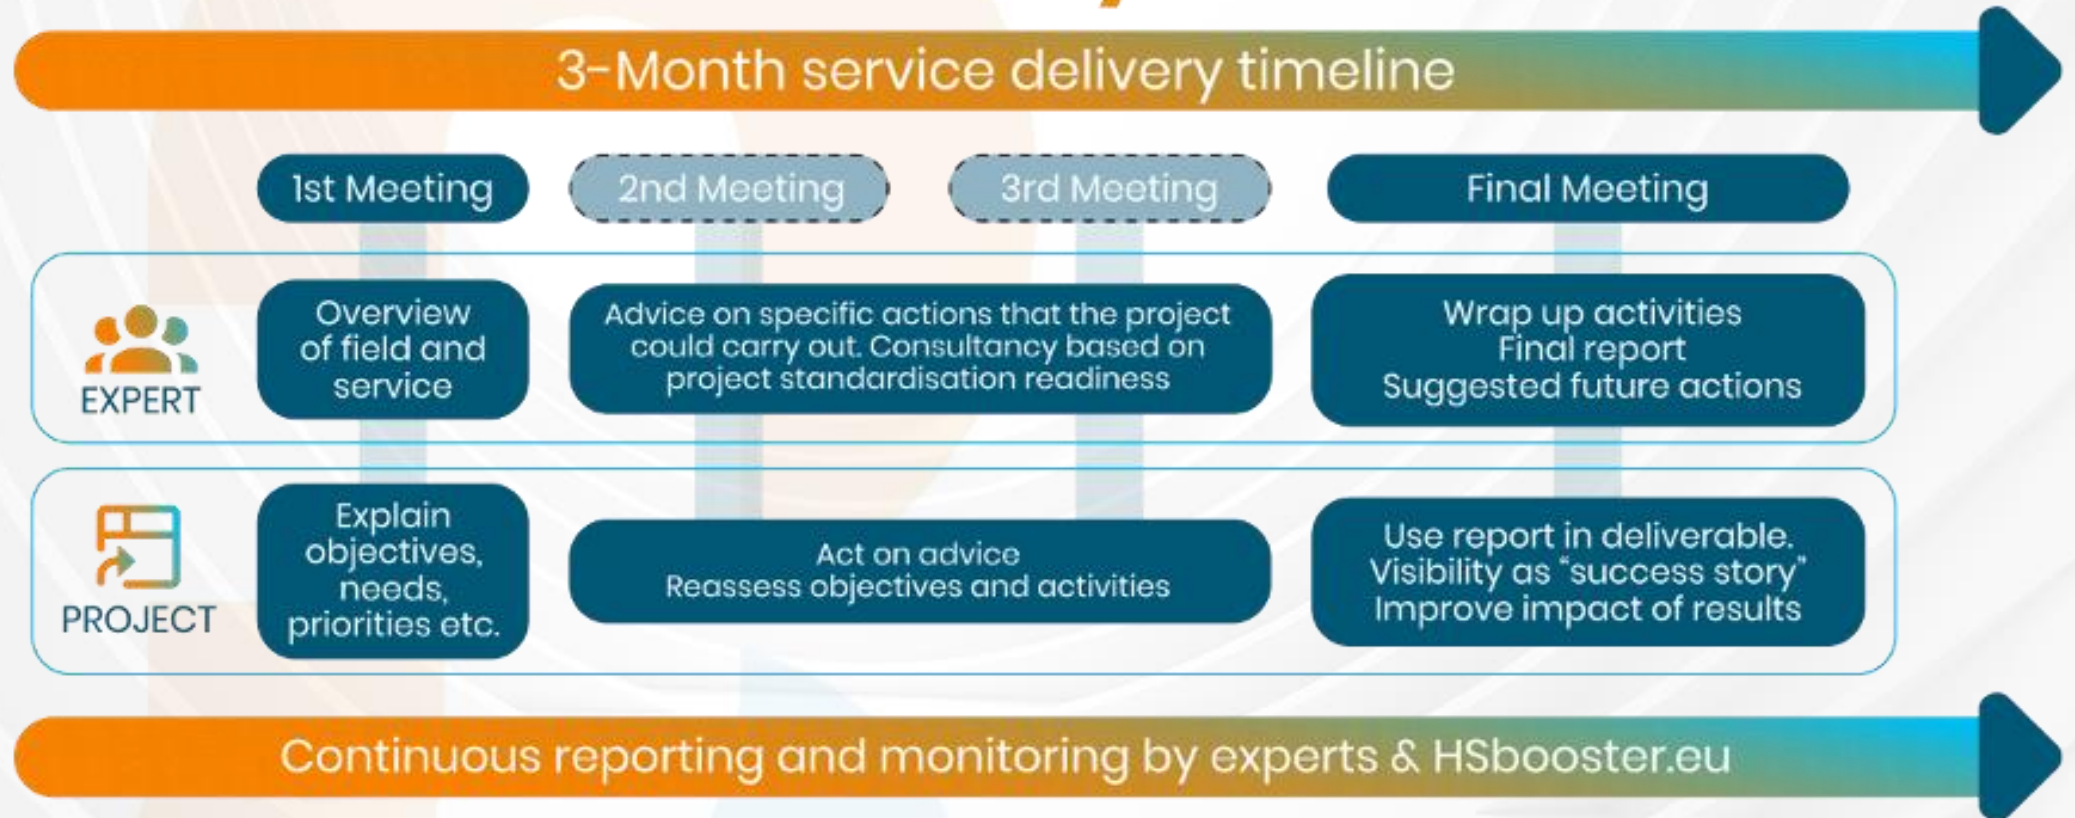 3-Month service delivery timeline
1st Meeting
2nd Meeting
3rd Meeting
Final Meeting
EXPERT
Overview
of field and
service
Advice on specific actions that the project
could carry out. Consultancy based on
project standardisation readiness
Wrap up activities
Final report
Suggested future actions
PROJECT
Explain
objectives,
needs,
priorities etc.
Act on advice
Reassess objectives and activities
Use report in deliverable.
Visibility as “success story”
Improve impact of results
Continuous reporting and monitoring by experts & HSbooster.eu